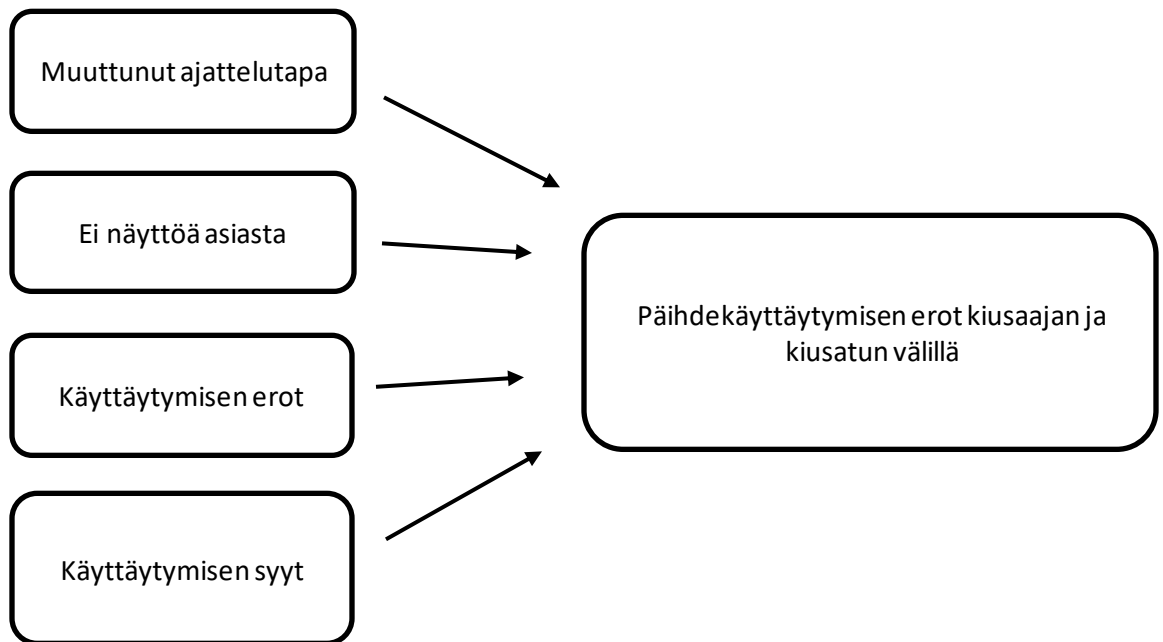 Muuttunut ajattelutapa
Ei näyttöä asiasta
Käyttäytymisen erot
Käyttäytymisen syyt
Päihdekäyttäytymisen erot kiusaajan ja
kiusatun välillä